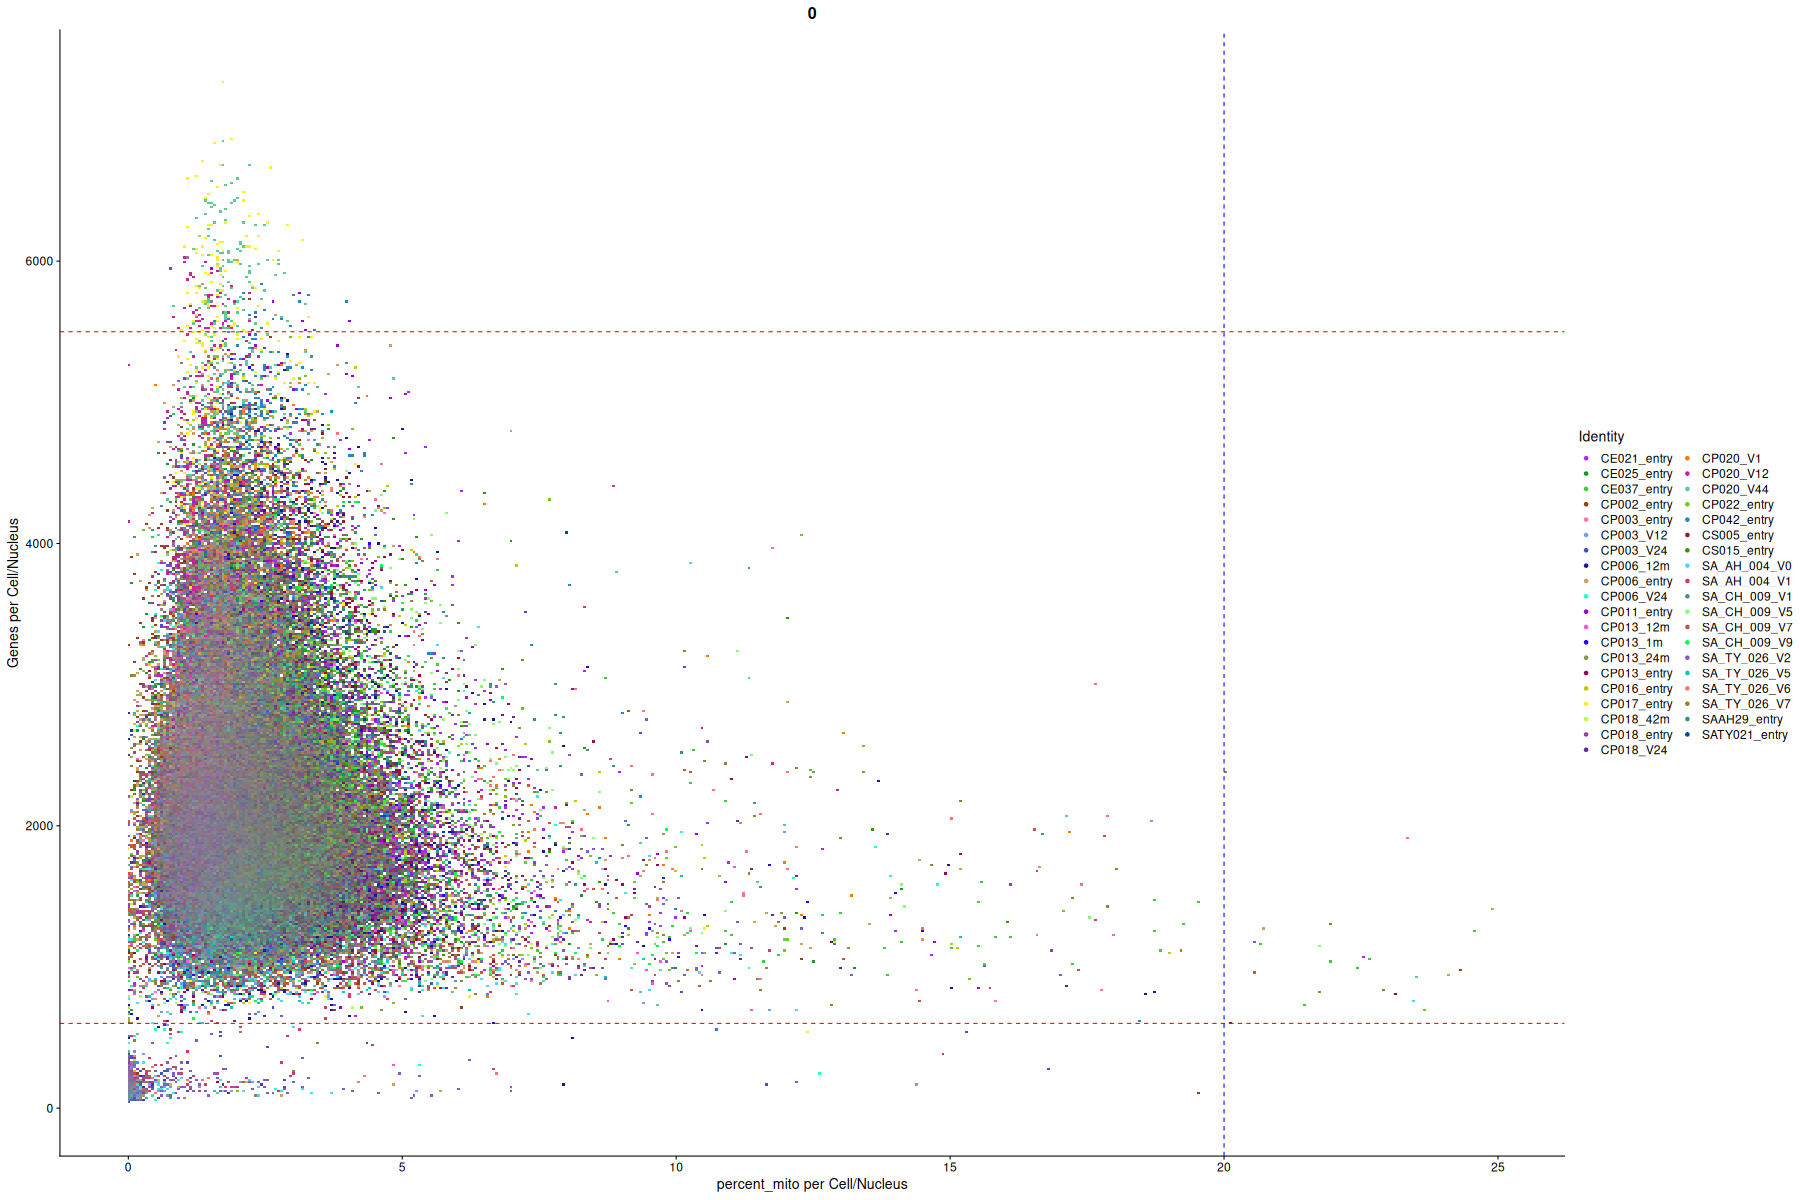 0
Genes per Cell/Nucleus
6000
4000
2000
0
0 5 10 15 20 25
percent_mito per Cell/Nucleus
Identity
CE021_entry CP020_V1
CE025_entry CP020_V12
CE037_entry CP020_V44
CP002_entry CP022_entry
CP003_entry CP042_entry
CP003_V12 CS005_entry
CP003_V24 CS015_entry
CP006_12m SA_AH_004_V0
CP006_entry SA_AH_004_V1
CP006_V24 SA_CH_009_V1
CP011_entry SA_CH_009_V5
CP013_12m SA_CH_009_V7
CP013_1m SA_CH_009_V9
CP013_24m SA_TY_026_V2
CP013_entry SA_TY_026_V5
CP016_entry SA_TY_026_V6
CP017_entry SA_TY_026_V7
CP018_42m SAAH29_entry
CP018_entry SATY021_entry
CP018_V24